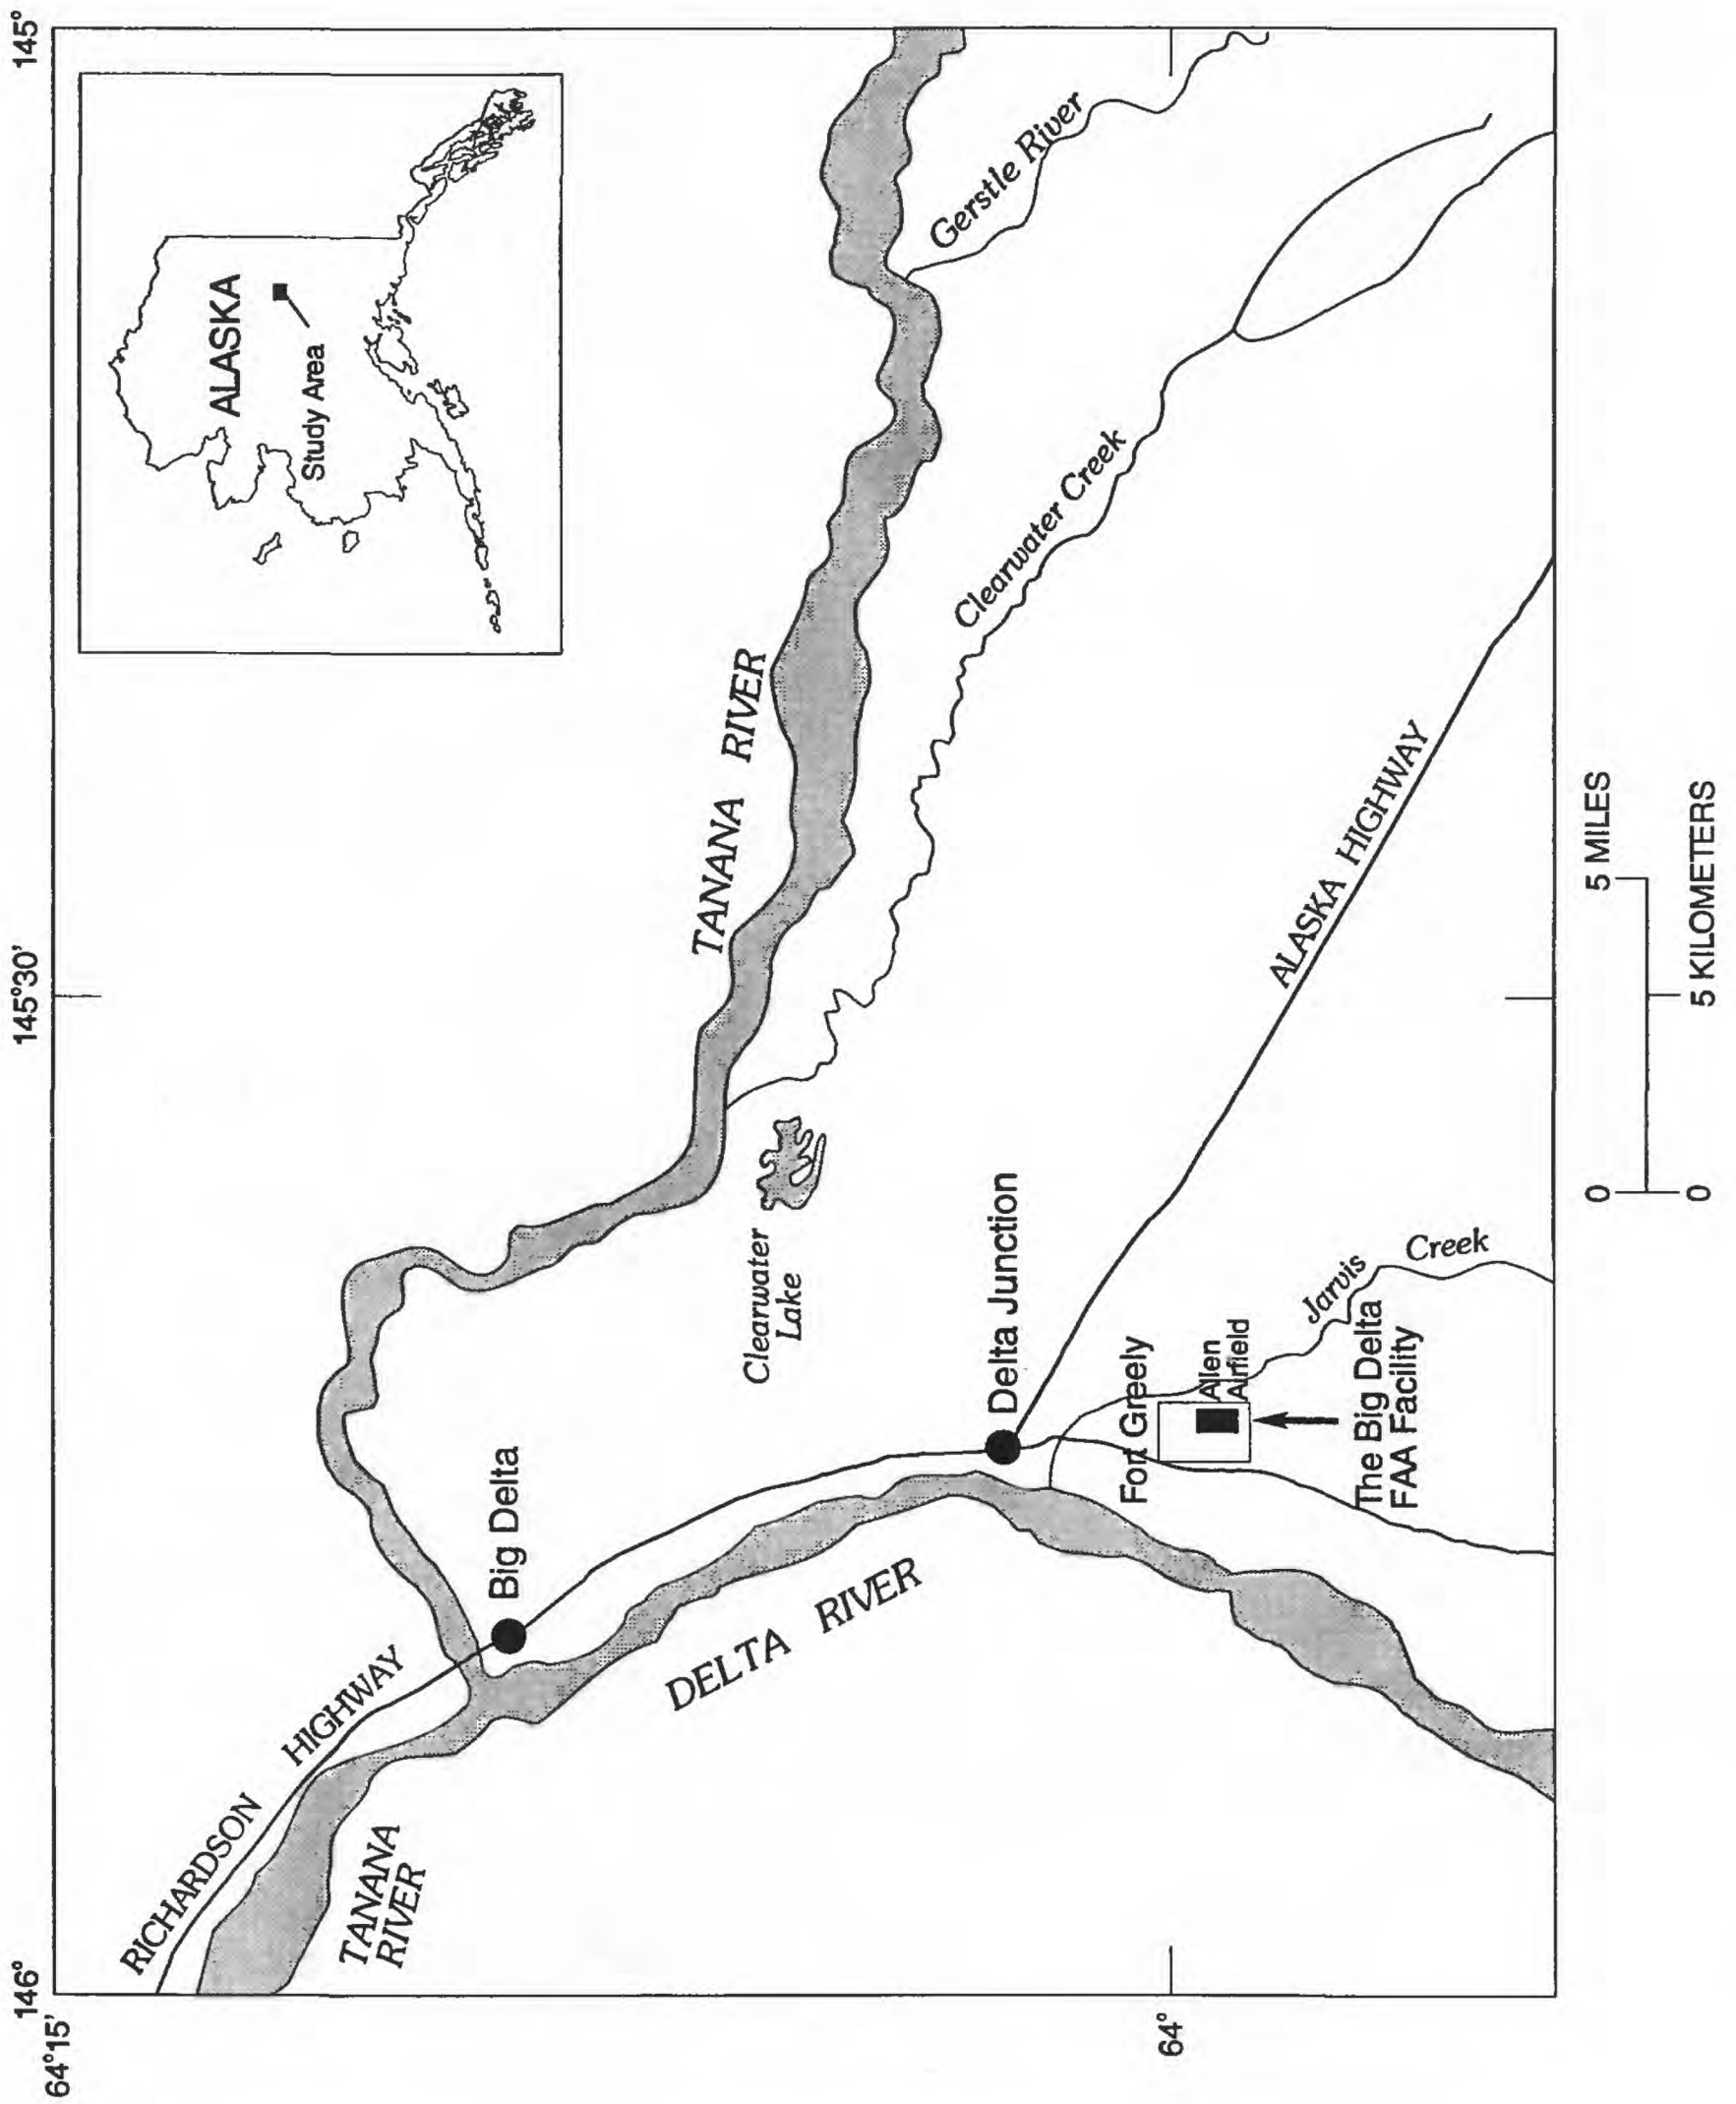 146°
145°30'
145°
64°15'
64°
RICHARDSON HIGHWAY
TANANA
RIVER
Big Delta
TANANA RIVER
DELTA RIVER
Clearwater
Lake
Delta Junction
Clearwater Creek
Gerstle River
ALASKA HIGHWAY
Fort Greely
Allen
Airfield
Jarvis Creek
The Big Delta
FAA Facility
ALASKA
Study Area
0 5 MILES
0 5 KILOMETERS